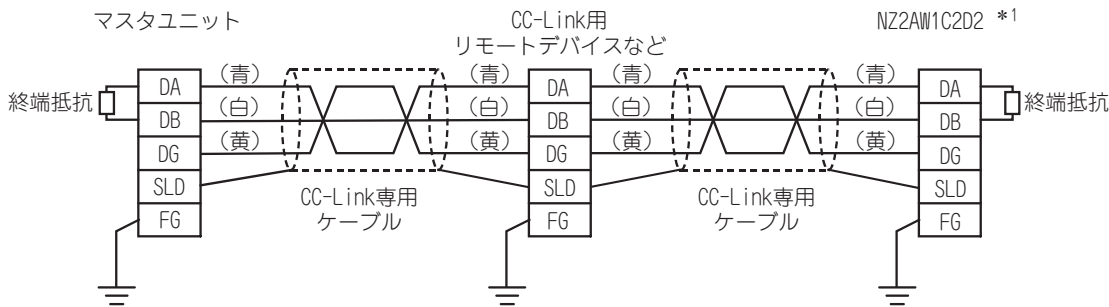 マスタユニット
CC-Link用
リモートデバイスなど
NZ2AW1C2D2 *1
終端抵抗
DA
DB
DG
SLD
FG
(青)
(白)
(黄)
CC-Link専用
ケーブル
(青)
(白)
(黄)
DA
DB
DG
SLD
FG
(青)
(白)
(黄)
CC-Link専用
ケーブル
(青)
(白)
(黄)
DA
DB
DG
SLD
FG
終端抵抗